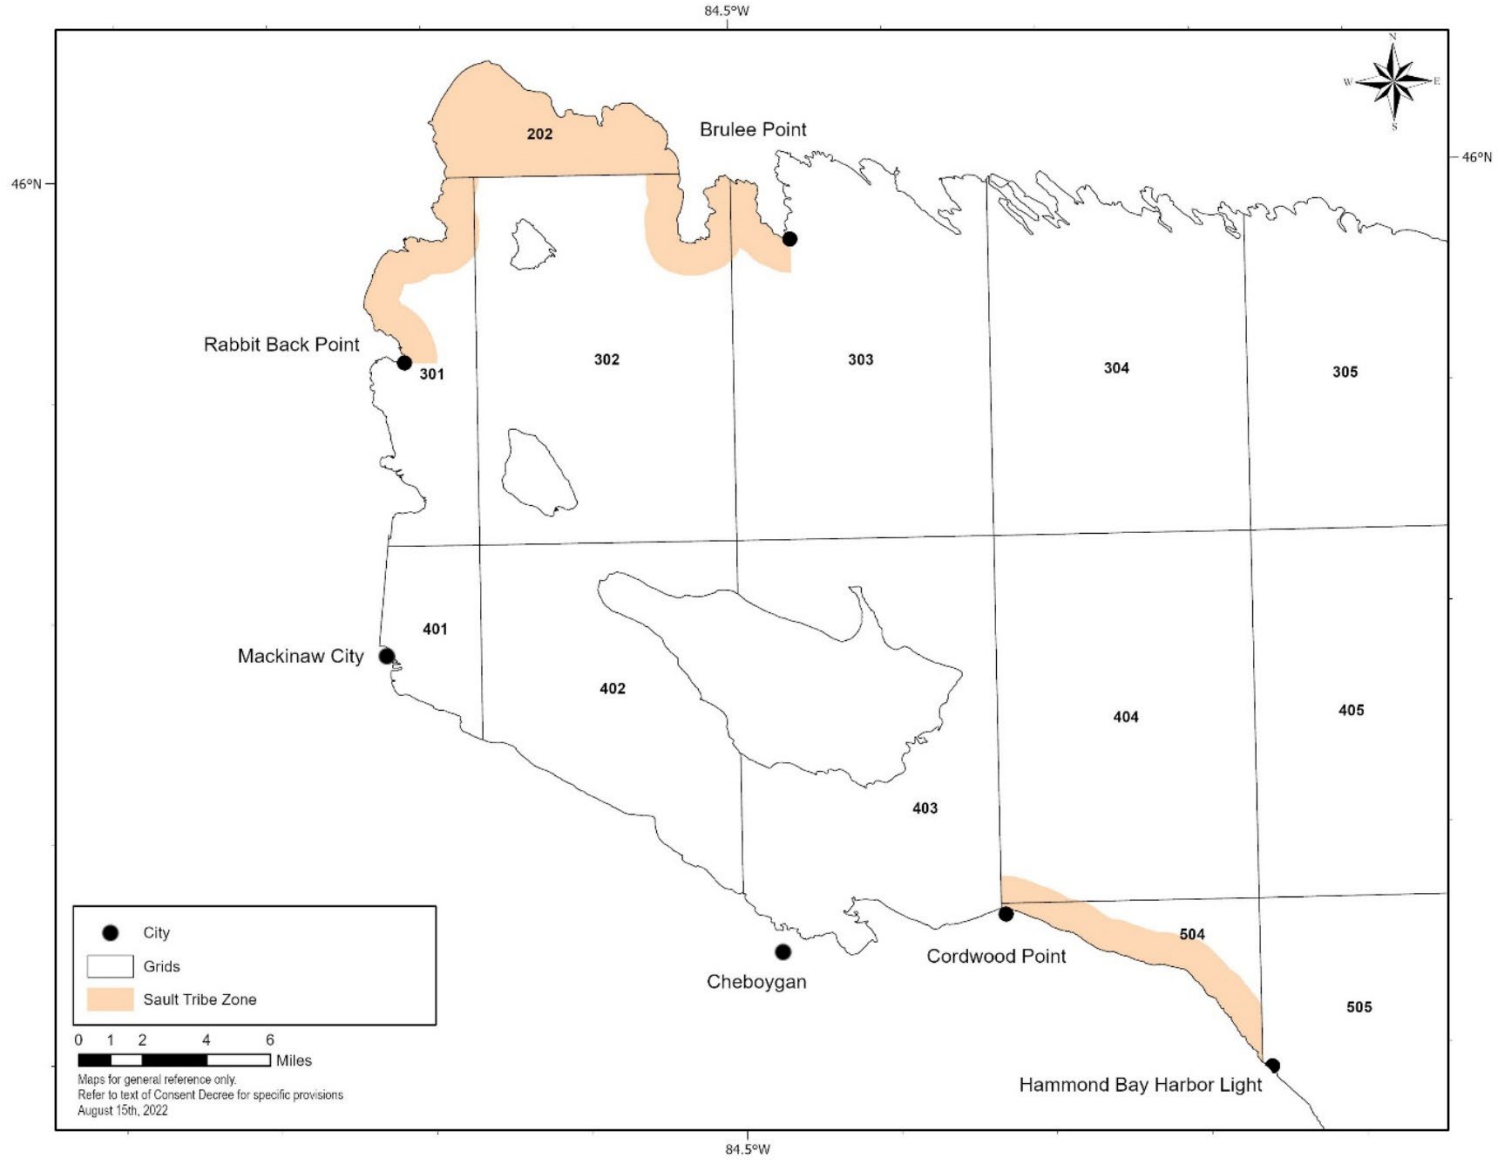 84.5°W
N
W E
S
202
Brulee Point
46°N
46°N
Rabbit Back Point
301
302
303
304
305
401
Mackinaw City
402
404
405
403
504
Cordwood Point
Cheboygan
505
Hammond Bay Harbor Light
City
Grids
Sault Tribe Zone
0 1 2 4 6
Miles
Maps for general reference only.
Refer to text of Consent Decree for specific provisions
August 15th, 2022
84.5°W